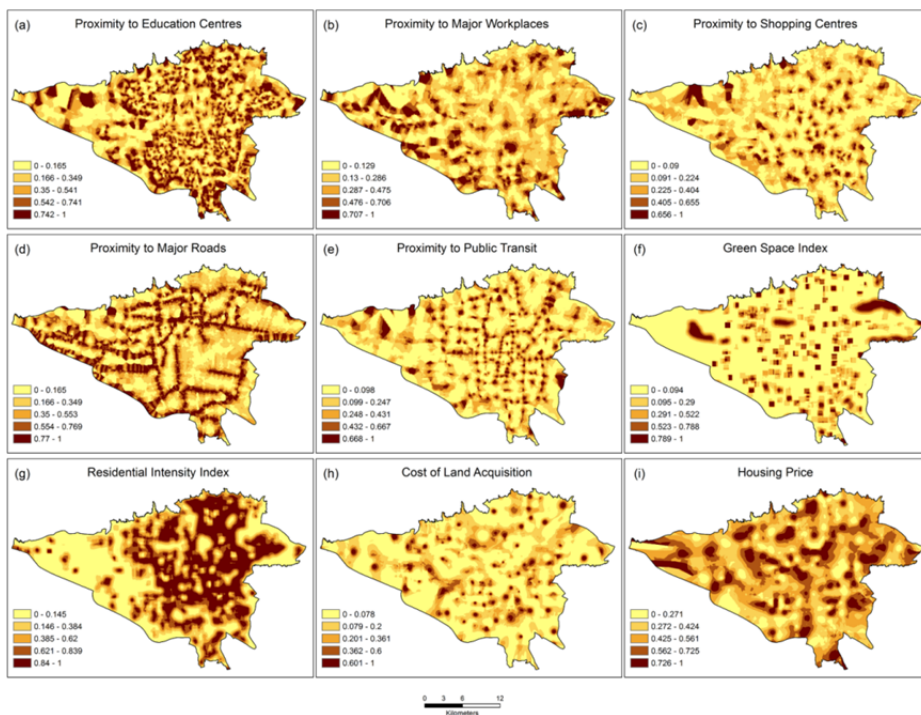 (a) Proximity to Education Centres
0 - 0.165
0.166 - 0.349
0.35 - 0.541
0.542 - 0.741
0.742 - 1
(b) Proximity to Major Workplaces
0 - 0.129
0.13 - 0.286
0.287 - 0.475
0.476 - 0.706
0.707 - 1
(c) Proximity to Shopping Centres
0 - 0.09
0.091 - 0.224
0.225 - 0.404
0.405 - 0.655
0.656 - 1
(d) Proximity to Major Roads
0 - 0.165
0.166 - 0.349
0.35 - 0.553
0.554 - 0.769
0.77 - 1
(e) Proximity to Public Transit
0 - 0.098
0.099 - 0.247
0.248 - 0.431
0.432 - 0.667
0.668 - 1
(f) Green Space Index
0 - 0.094
0.095 - 0.29
0.291 - 0.522
0.523 - 0.788
0.789 - 1
(g) Residential Intensity Index
0 - 0.145
0.146 - 0.384
0.385 - 0.62
0.621 - 0.839
0.84 - 1
(h) Cost of Land Acquisition
0 - 0.078
0.079 - 0.2
0.201 - 0.361
0.362 - 0.6
0.601 - 1
(i) Housing Price
0 - 0.271
0.272 - 0.424
0.425 - 0.561
0.562 - 0.725
0.726 - 1
0 3 6 12
Kilometers